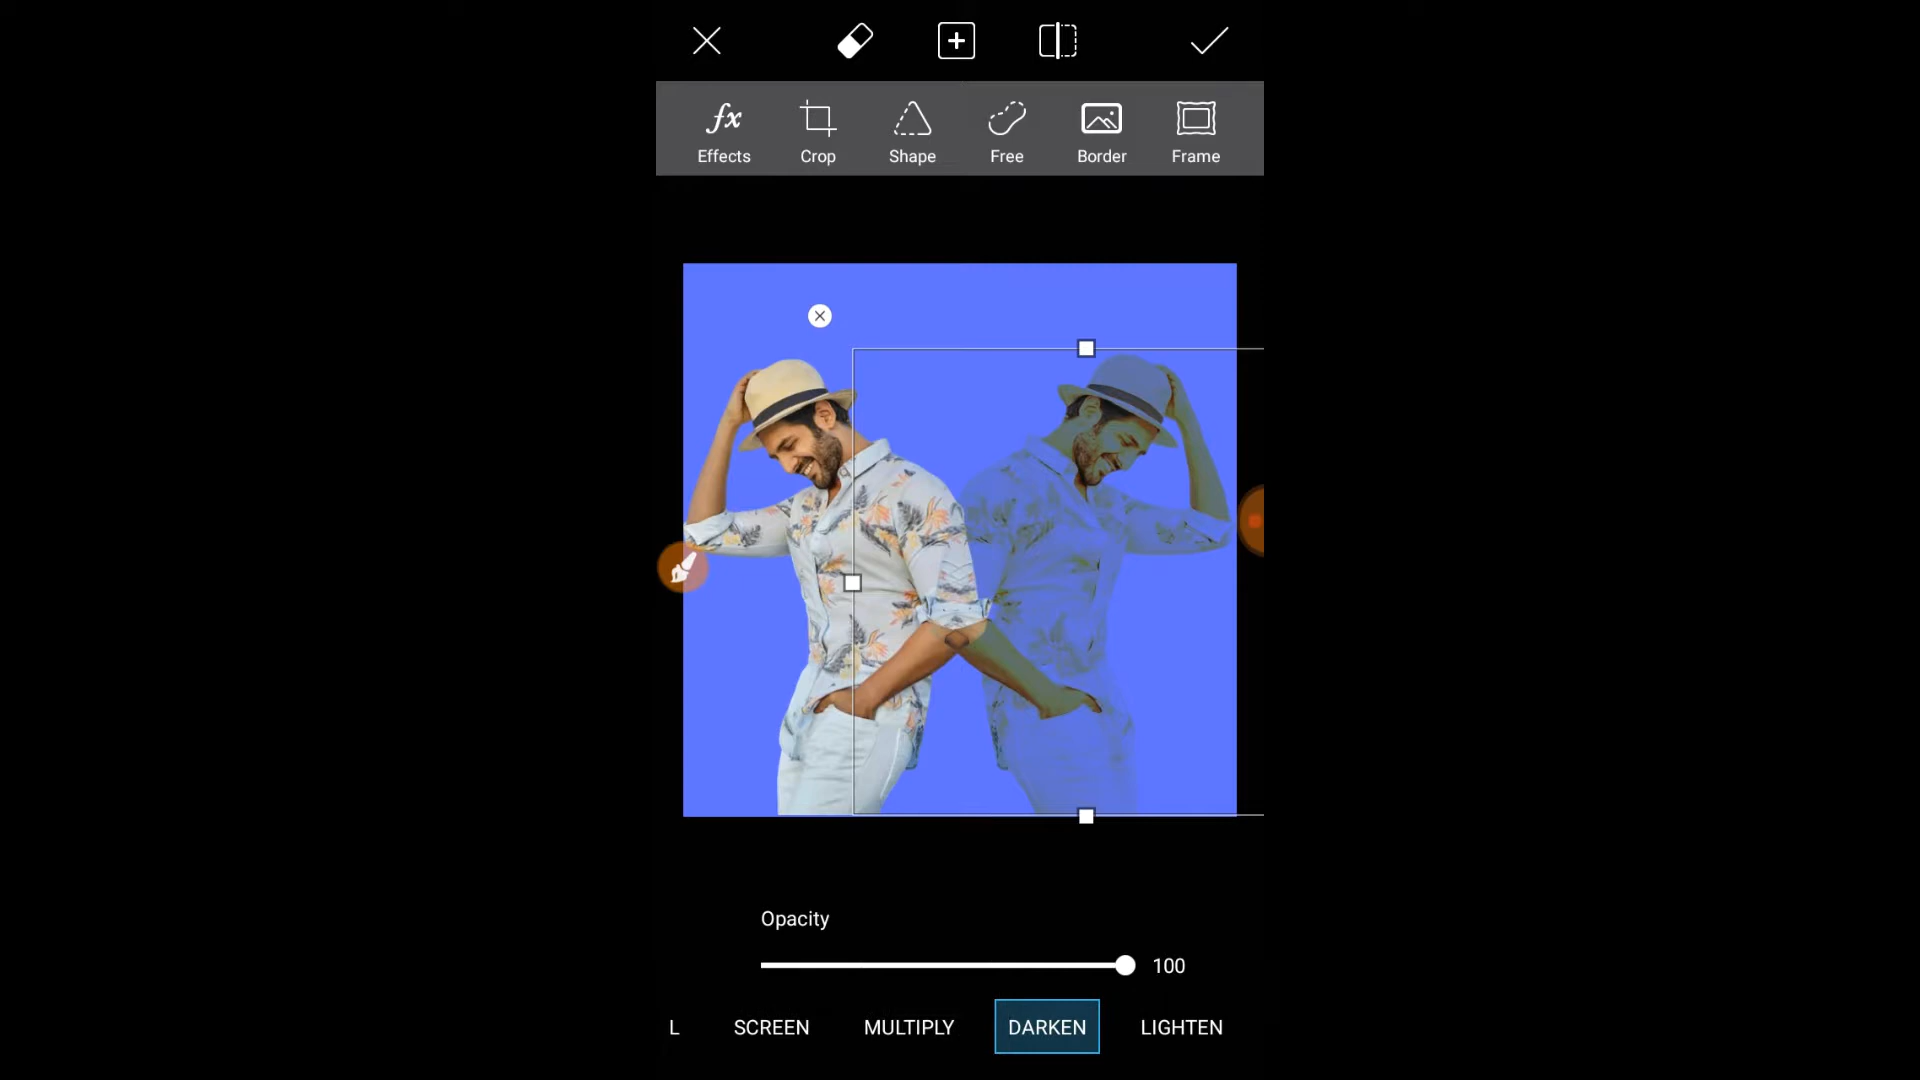 Effects Crop Shape Free Border Frame
Opacity
100
L SCREEN MULTIPLY DARKEN LIGHTEN